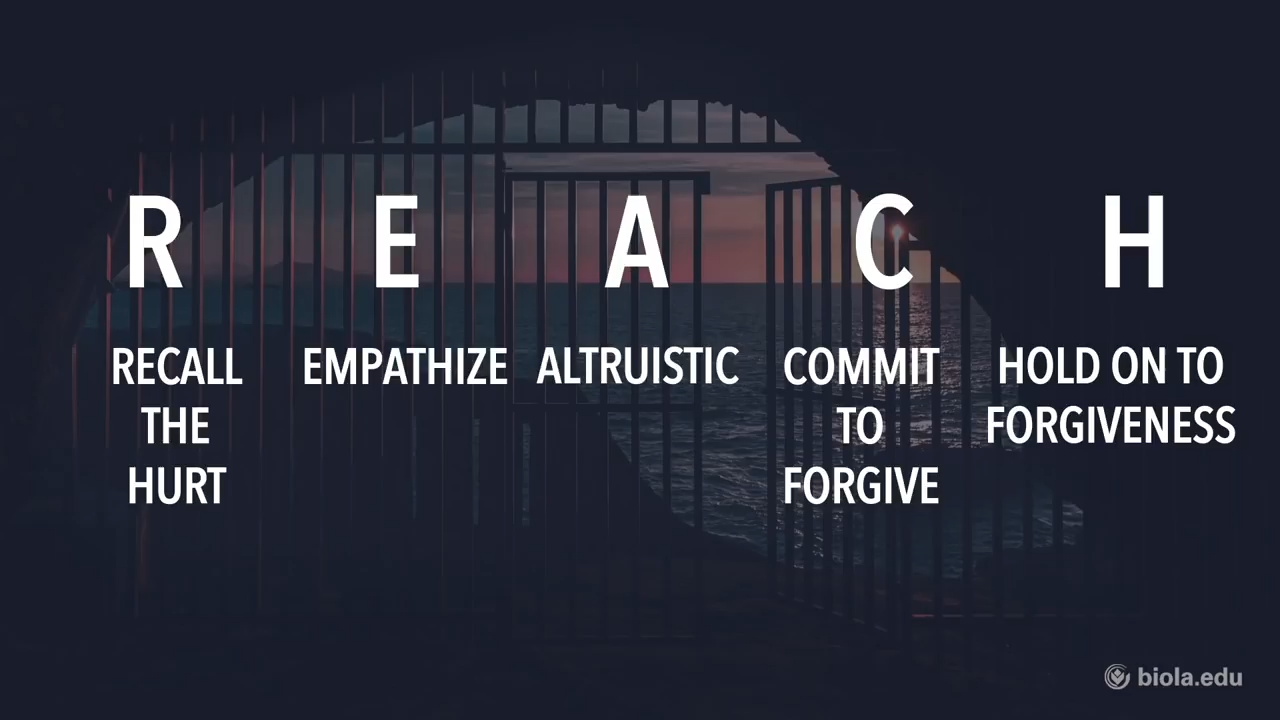 R E A C H
RECALL
THE
HURT
EMPATHIZE
ALTRUISTIC
COMMIT
TO
FORGIVE
HOLD ON TO
FORGIVENESS
biola.edu